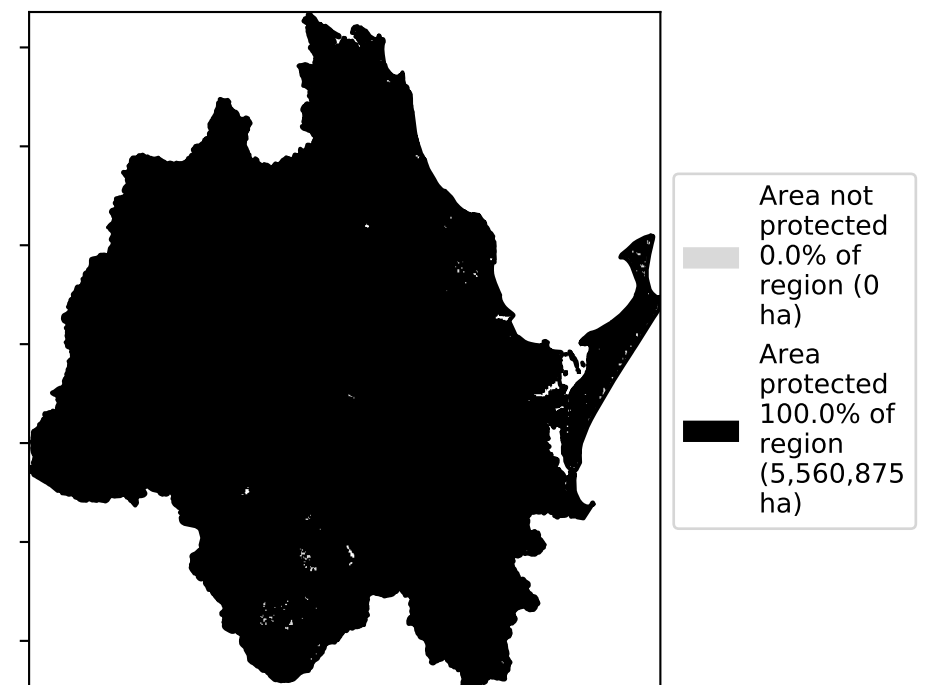 Area not
protected
0.0% of
region (0
ha)
Area
protected
100.0% of
region
(5,560,875
ha)